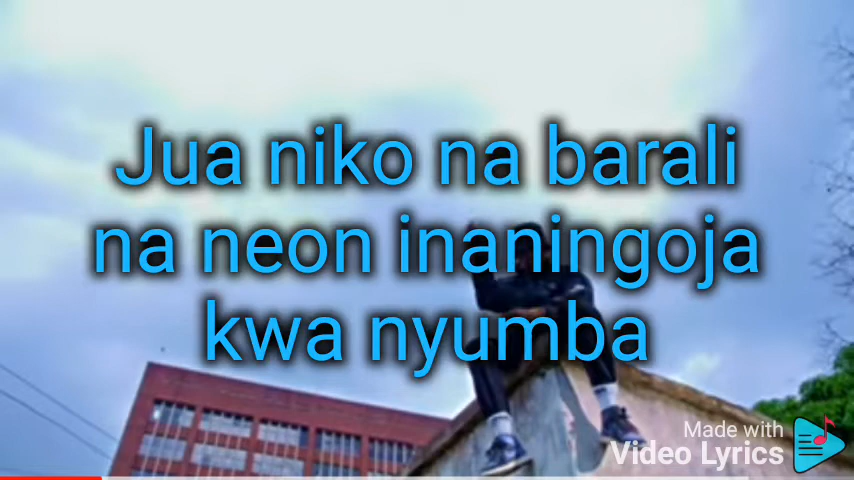 Jua niko na barali
na neon inaningoja
kwa nyumba
Made with
Video Lyrics